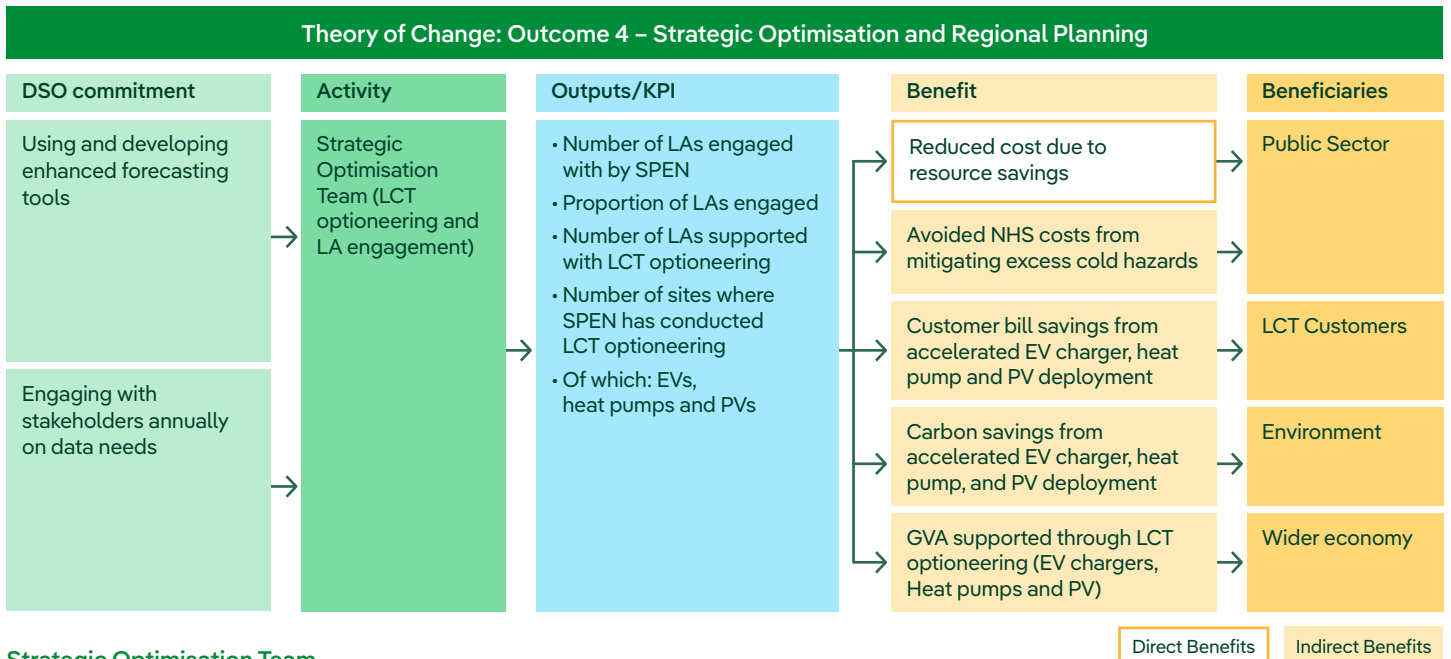 Theory of Change: Outcome 4 – Strategic Optimisation and Regional Planning
DSO commitment
Using and developing
enhanced forecasting
tools
Engaging with
stakeholders annually
on data needs
Activity
Strategic
Optimisation
Team (LCT
optioneering and
LA engagement)
Outputs/KPI
• Number of LAs engaged
with by SPEN
• Proportion of LAs engaged
• Number of LAs supported
with LCT optioneering
• Number of sites where
SPEN has conducted
LCT optioneering
• Of which: EVs,
heat pumps and PVs
Benefit
Reduced cost due to
resource savings
Avoided NHS costs from
mitigating excess cold hazards
Customer bill savings from
accelerated EV charger, heat
pump and PV deployment
Carbon savings from
accelerated EV charger, heat
pump, and PV deployment
GVA supported through LCT
optioneering (EV chargers,
Heat pumps and PV)
Beneficiaries
Public Sector
LCT Customers
Environment
Wider economy
Direct Benefits
Indirect Benefits
Strategic Optimisation Team